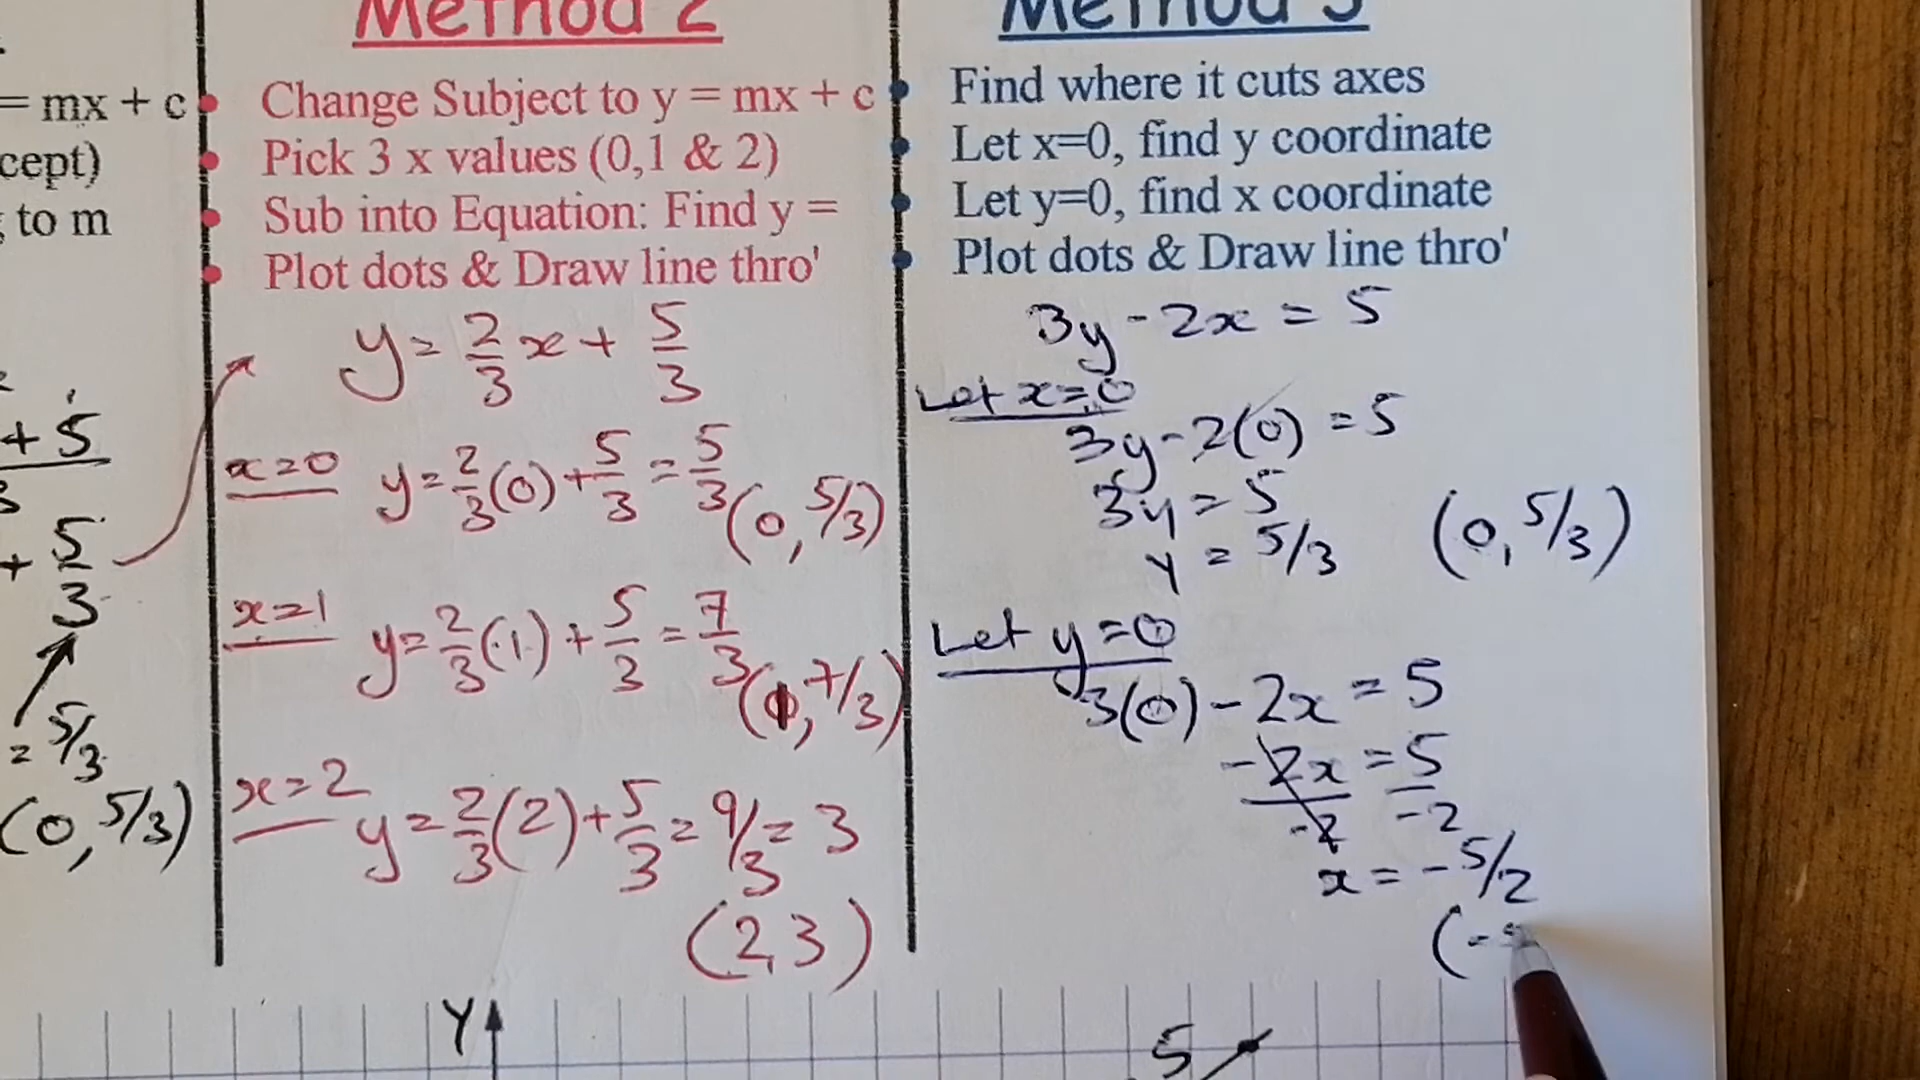 = mx + c
cept)
to m
+ 5
+ 5
3
= 5/3
(0, 5/3)
Method 2
• Change Subject to y = mx + c
• Pick 3 x values (0,1 & 2)
• Sub into Equation: Find y =
• Plot dots & Draw line thro'
y = 2/3 x + 5/3
x=0 y = 2/3 (0) + 5/3 = 5/3
(0, 5/3)
x=1 y = 2/3 (1) + 5/3 = 7/3
(1, 7/3)
x=2
y = 2/3 (2) + 5/3 = 9/3 = 3
(2,3)
Method 3
• Find where it cuts axes
• Let x=0, find y coordinate
• Let y=0, find x coordinate
• Plot dots & Draw line thro'
3y - 2x = 5
Let x=0
3y - 2(0) = 5
3y = 5
y = 5/3 (0, 5/3)
Let y=0
3(0) - 2x = 5
-2x = 5
-2 -2
x = -5/2
(-
Y
5